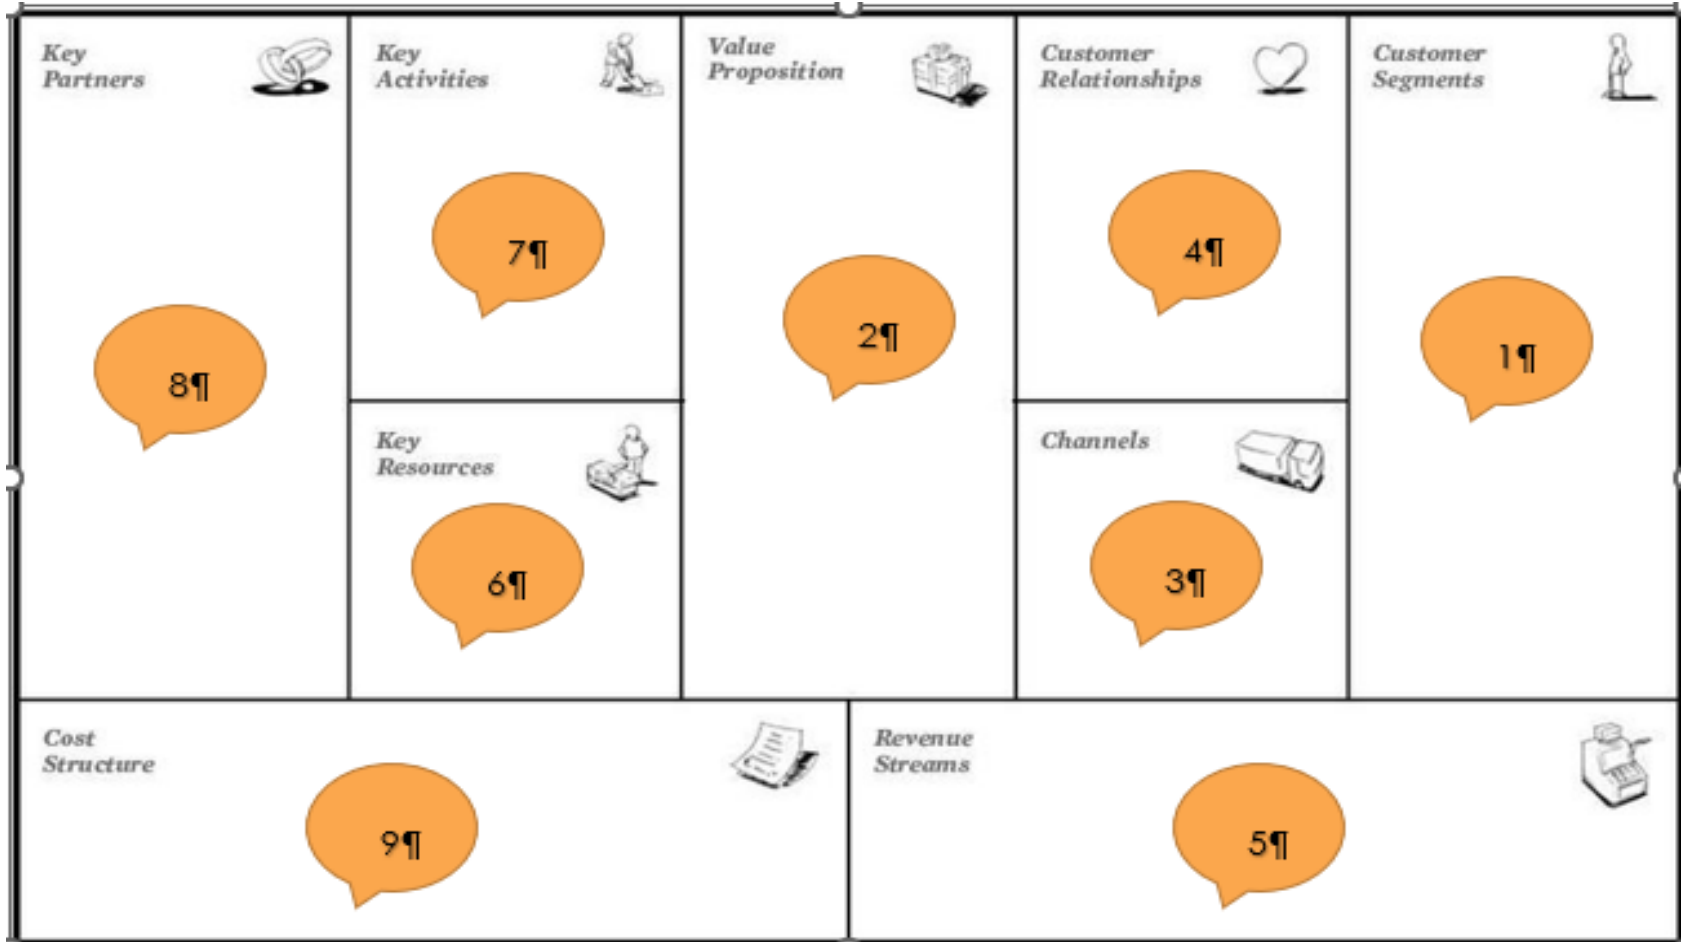 Key
Partners
8¶
Key
Activities
7¶
Key
Resources
6¶
Value
Proposition
2¶
Customer
Relationships
4¶
Channels
3¶
Customer
Segments
1¶
Cost
Structure
9¶
Revenue
Streams
5¶